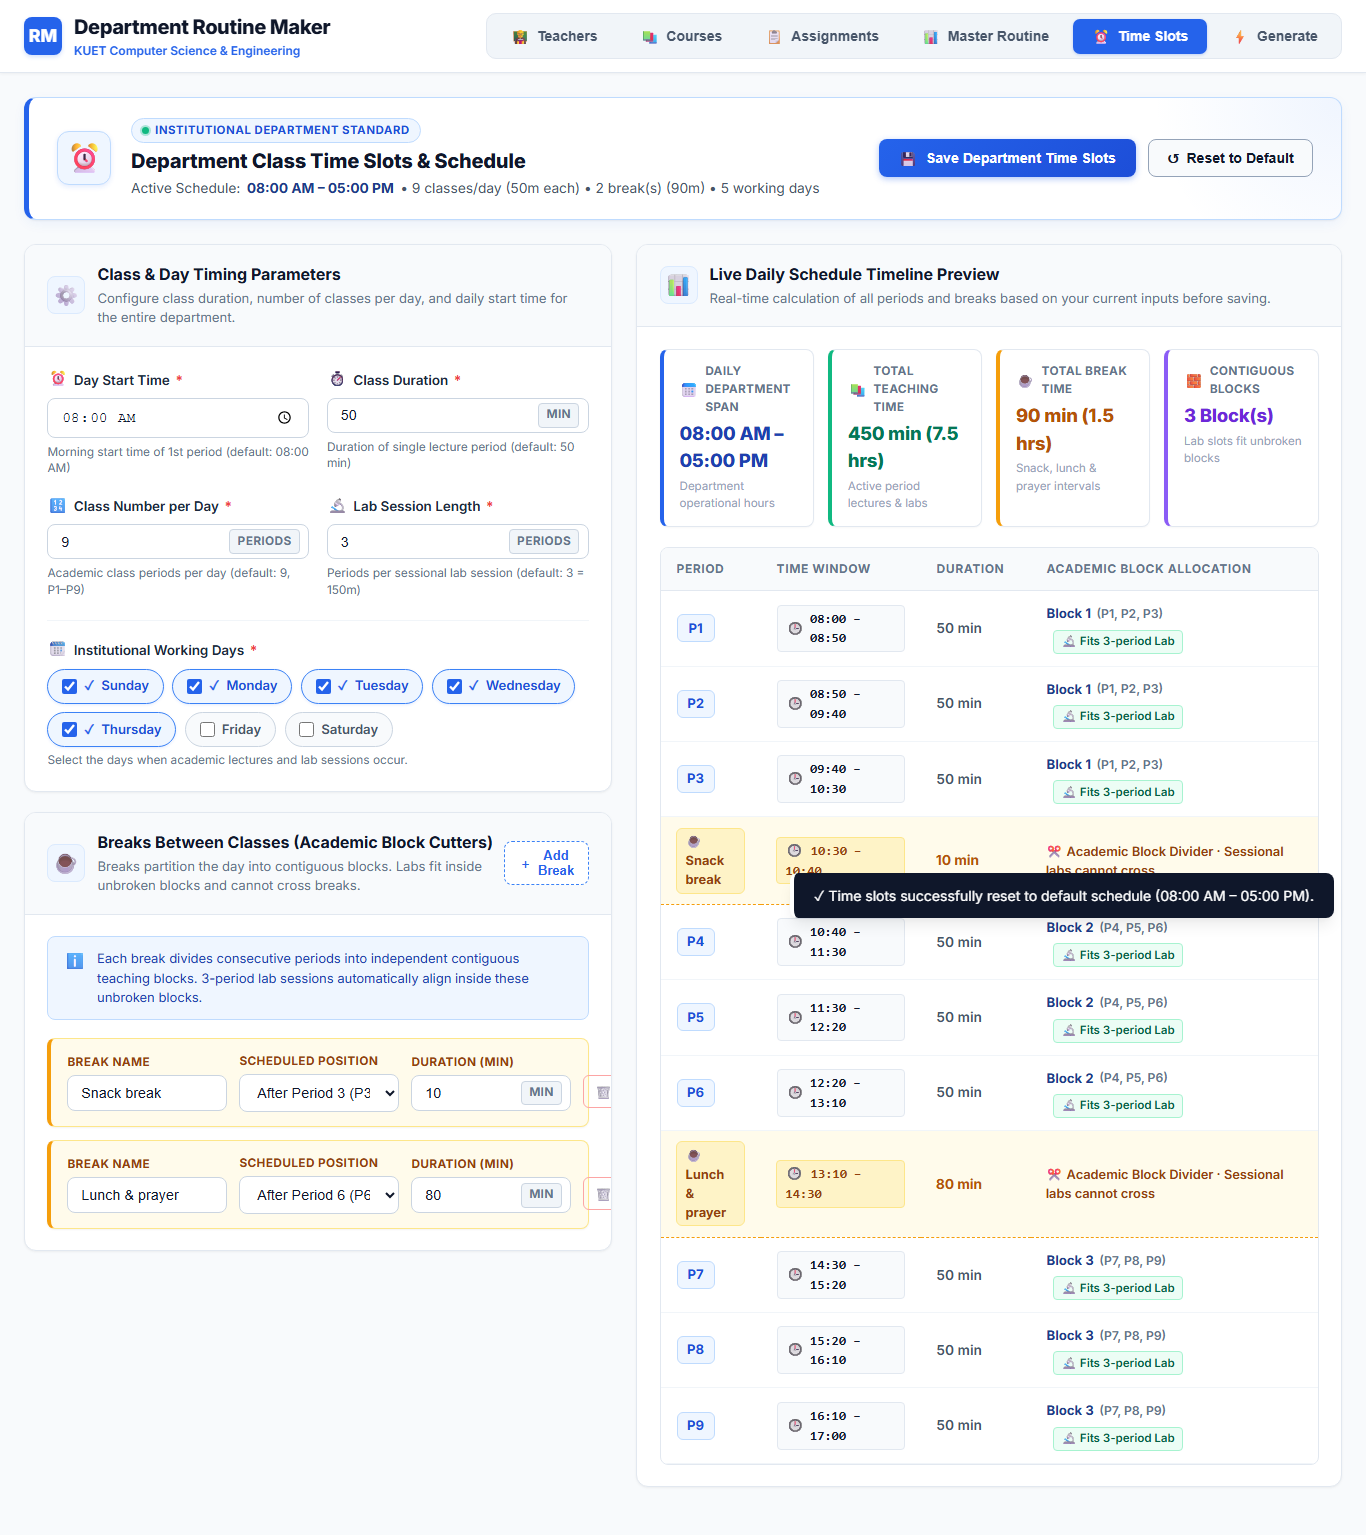 RM
Department Routine Maker
KUET Computer Science & Engineering
Teachers
Courses
Assignments
Master Routine
Time Slots
Generate
INSTITUTIONAL DEPARTMENT STANDARD
Department Class Time Slots & Schedule
Active Schedule: 08:00 AM – 05:00 PM • 9 classes/day (50m each) • 2 break(s) (90m) • 5 working days
Save Department Time Slots
↺ Reset to Default
Class & Day Timing Parameters
Configure class duration, number of classes per day, and daily start time for
the entire department.
Day Start Time *
08:00 AM
Morning start time of 1st period (default: 08:00
AM)
Class Duration *
50 MIN
Duration of single lecture period (default: 50
min)
Class Number per Day *
9 PERIODS
Academic class periods per day (default: 9,
P1–P9)
Lab Session Length *
3 PERIODS
Periods per sessional lab session (default: 3 =
150m)
Institutional Working Days *
✓ Sunday
✓ Monday
✓ Tuesday
✓ Wednesday
✓ Thursday
Friday
Saturday
Select the days when academic lectures and lab sessions occur.
Breaks Between Classes (Academic Block Cutters)
Breaks partition the day into contiguous blocks. Labs fit inside
unbroken blocks and cannot cross breaks.
+ Add
Break
Each break divides consecutive periods into independent contiguous
teaching blocks. 3-period lab sessions automatically align inside these
unbroken blocks.
BREAK NAME SCHEDULED POSITION DURATION (MIN)
Snack break After Period 3 (P3 10 MIN
BREAK NAME SCHEDULED POSITION DURATION (MIN)
Lunch & prayer After Period 6 (P6 80 MIN
Live Daily Schedule Timeline Preview
Real-time calculation of all periods and breaks based on your current inputs before saving.
DAILY
DEPARTMENT
SPAN
08:00 AM –
05:00 PM
Department
operational hours
TOTAL
TEACHING
TIME
450 min (7.5
hrs)
Active period
lectures & labs
TOTAL BREAK
TIME
90 min (1.5
hrs)
Snack, lunch &
prayer intervals
CONTIGUOUS
BLOCKS
3 Block(s)
Lab slots fit unbroken
blocks
PERIOD TIME WINDOW DURATION ACADEMIC BLOCK ALLOCATION
P1
08:00 –
08:50
50 min
Block 1 (P1, P2, P3)
Fits 3-period Lab
P2
08:50 –
09:40
50 min
Block 1 (P1, P2, P3)
Fits 3-period Lab
P3
09:40 –
10:30
50 min
Block 1 (P1, P2, P3)
Fits 3-period Lab
Snack
break
10:30 –
10:40
10 min
Academic Block Divider · Sessional
labs cannot cross
✓ Time slots successfully reset to default schedule (08:00 AM – 05:00 PM).
P4
10:40 –
11:30
50 min
Block 2 (P4, P5, P6)
Fits 3-period Lab
P5
11:30 –
12:20
50 min
Block 2 (P4, P5, P6)
Fits 3-period Lab
P6
12:20 –
13:10
50 min
Block 2 (P4, P5, P6)
Fits 3-period Lab
Lunch
&
prayer
13:10 –
14:30
80 min
Academic Block Divider · Sessional
labs cannot cross
P7
14:30 –
15:20
50 min
Block 3 (P7, P8, P9)
Fits 3-period Lab
P8
15:20 –
16:10
50 min
Block 3 (P7, P8, P9)
Fits 3-period Lab
P9
16:10 –
17:00
50 min
Block 3 (P7, P8, P9)
Fits 3-period Lab